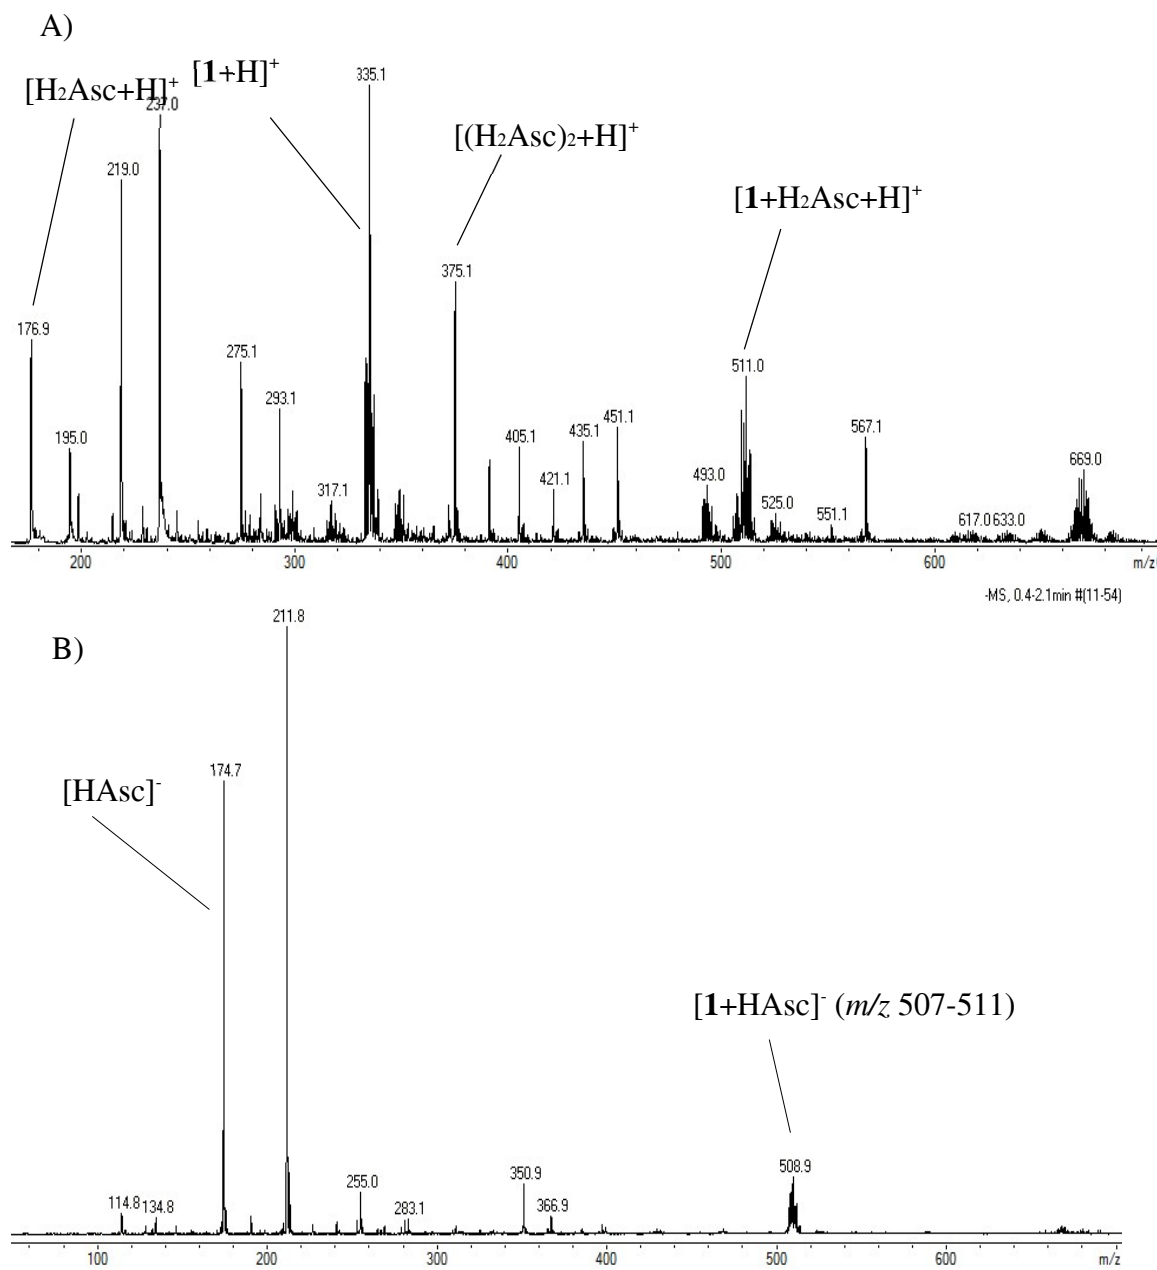 A)
[H₂Asc+H]⁺
[1+H]⁺
[(H₂Asc)₂+H]⁺
[1+H₂Asc+H]⁺
176.9
195.0
219.0
237.0
275.1
293.1
317.1
335.1
375.1
405.1
421.1
435.1
451.1
493.0
511.0
525.0
551.1
567.1
617.0
633.0
669.0
200 300 400 500 600 m/z
-MS, 0.4-2.1min #(11-54)
B)
[HAsc]⁻
[1+HAsc]⁻ (m/z 507-511)
114.8
134.8
174.7
211.8
255.0
283.1
350.9
366.9
508.9
100 200 300 400 500 600 m/z